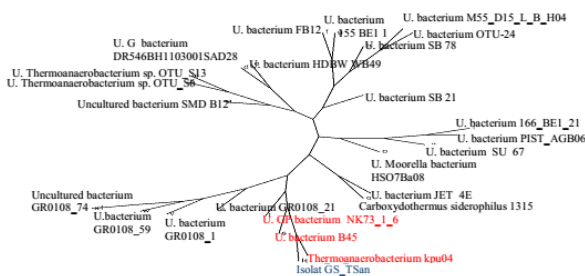 U. bacterium M55_D15_L_B_H04
U. bacterium
FB12
U. bacterium
155 BE1 1
U. bacterium OTU-24
U. bacterium
SB 78
U. G bacterium
DR546BH1103001SAD28
U. bacterium HDBW WB49
U. Thermoanaerobacterium sp. OTU_S13
U. Thermoanaerobacterium sp. OTU_S6
Uncultured bacterium SMD B12
U. bacterium
SB 21
U. bacterium 166_BE1_21
U. bacterium PIST_AGB06
U. bacterium SU 67
U. Moorella bacterium
HSO7Ba08
Uncultured bacterium
GR0108_74
U.bacterium
GR0108_59
U. bacterium
GR0108_1
U. bacterium GR0108_21
U. bacterium JET 4E
Carboxydothermus siderophilus 1315
U. GP bacterium NK73_1_6
U. bacterium B45
Thermoanaerobacterium kpu04
Isolat GS_TSan